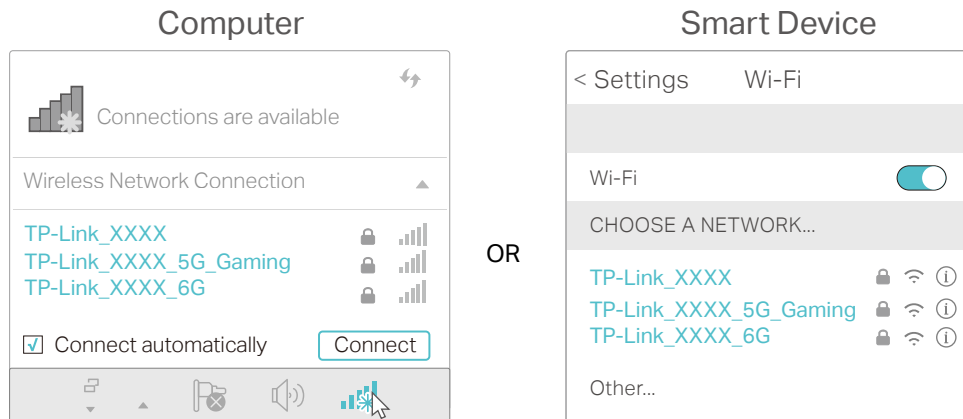 Computer
Connections are available
Wireless Network Connection
TP-Link_XXXX
TP-Link_XXXX_5G_Gaming
TP-Link_XXXX_6G
Connect automatically
Connect
OR
Smart Device
< Settings Wi-Fi
Wi-Fi
CHOOSE A NETWORK...
TP-Link_XXXX
TP-Link_XXXX_5G_Gaming
TP-Link_XXXX_6G
Other...